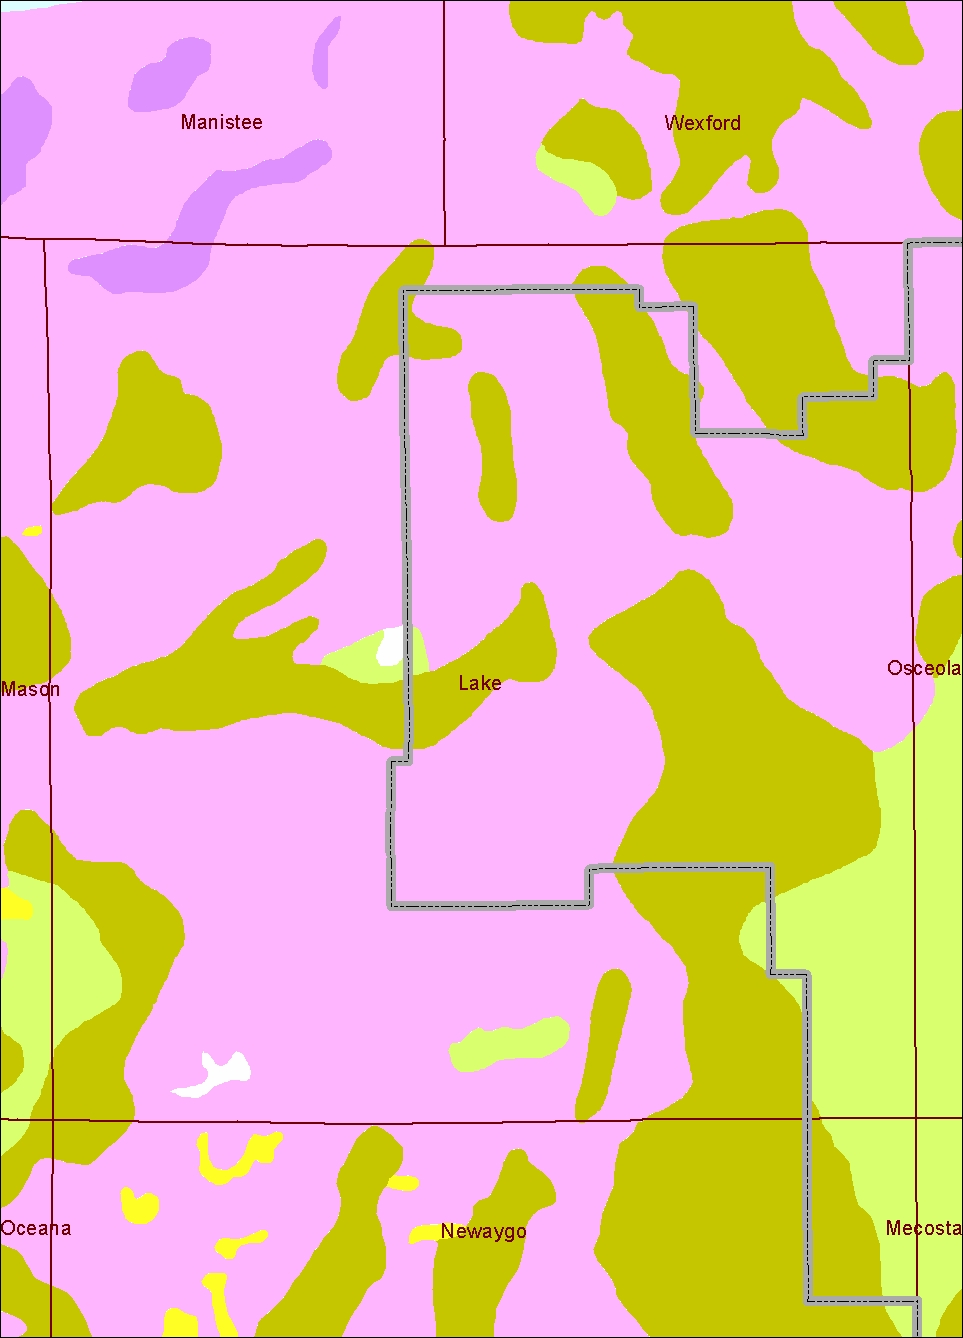 Manistee
Wexford
Osceola
Mason
Lake
Oceana
Newaygo
Mecosta